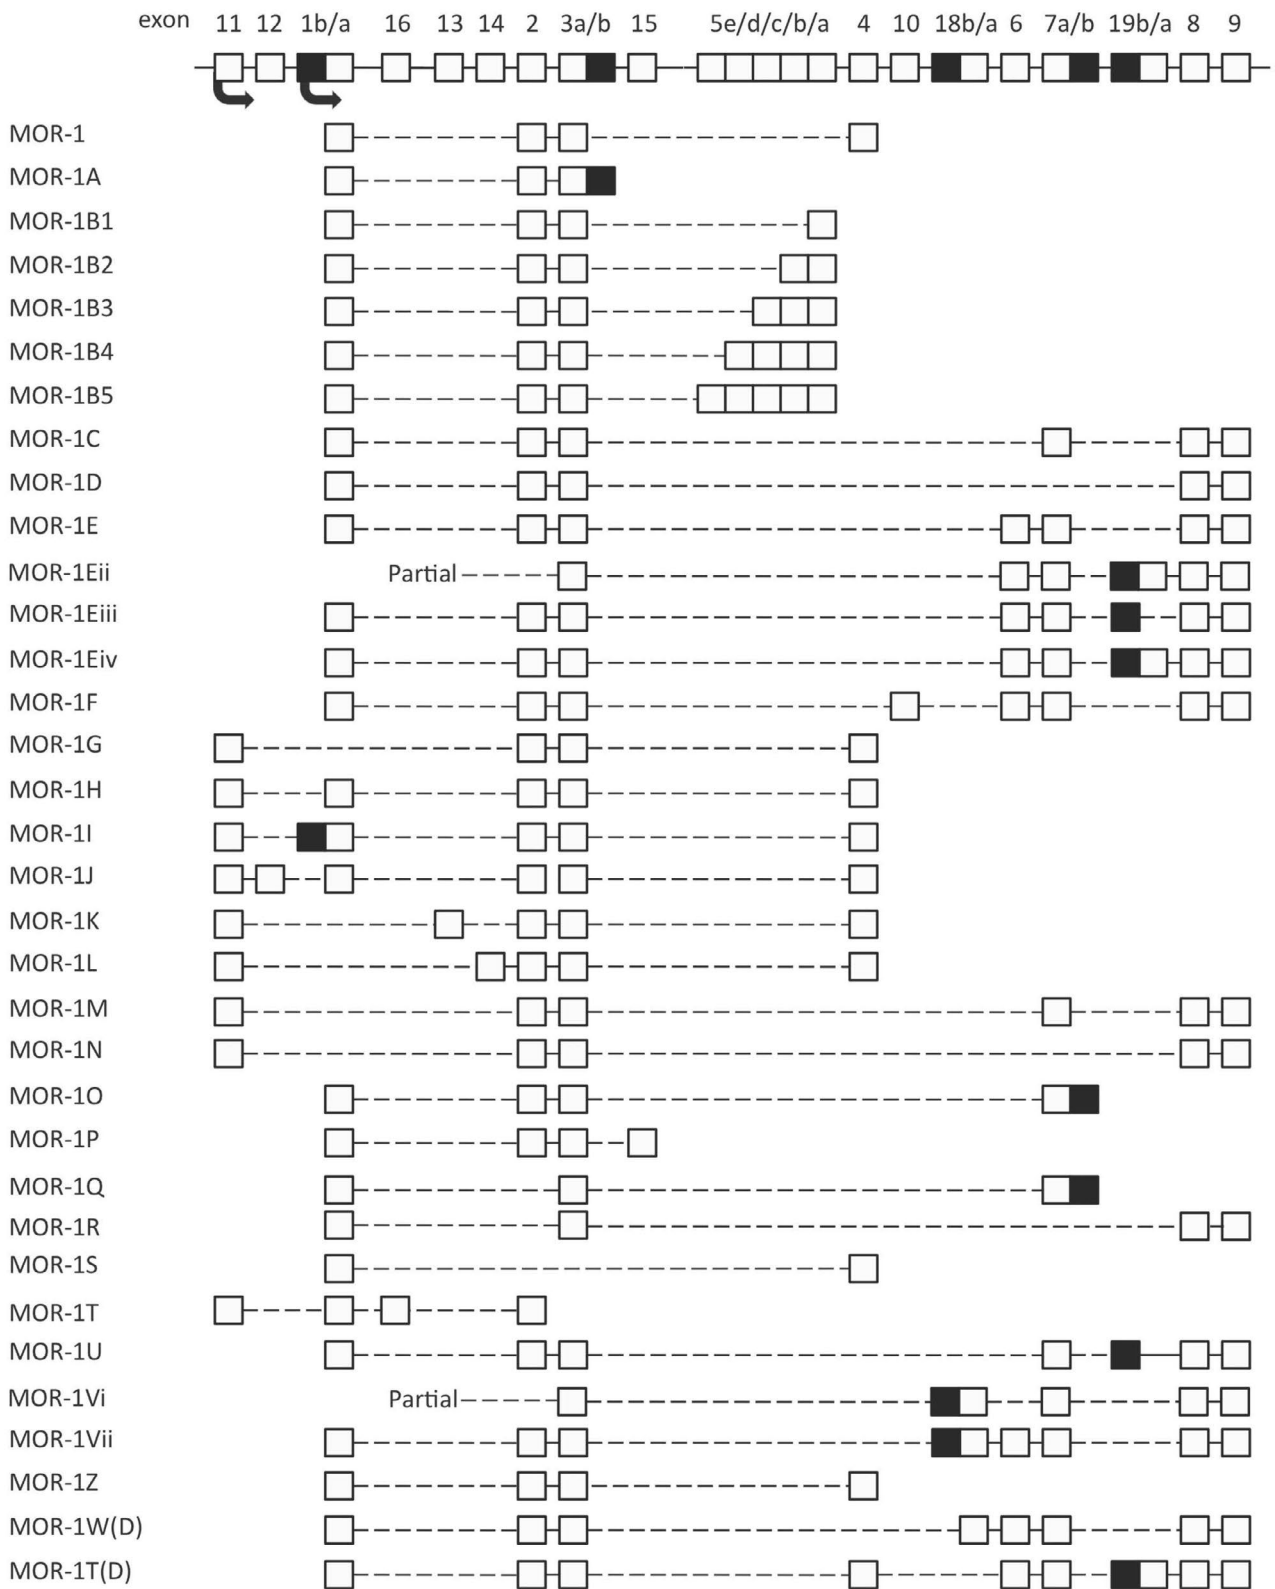 exon 11 12 1b/a 16 13 14 2 3a/b 15 5e/d/c/b/a 4 10 18b/a 6 7a/b 19b/a 8 9
MOR-1
MOR-1A
MOR-1B1
MOR-1B2
MOR-1B3
MOR-1B4
MOR-1B5
MOR-1C
MOR-1D
MOR-1E
MOR-1Eii Partial
MOR-1Eiii
MOR-1Eiv
MOR-1F
MOR-1G
MOR-1H
MOR-1I
MOR-1J
MOR-1K
MOR-1L
MOR-1M
MOR-1N
MOR-1O
MOR-1P
MOR-1Q
MOR-1R
MOR-1S
MOR-1T
MOR-1U
MOR-1Vi Partial
MOR-1Vii
MOR-1Z
MOR-1W(D)
MOR-1T(D)